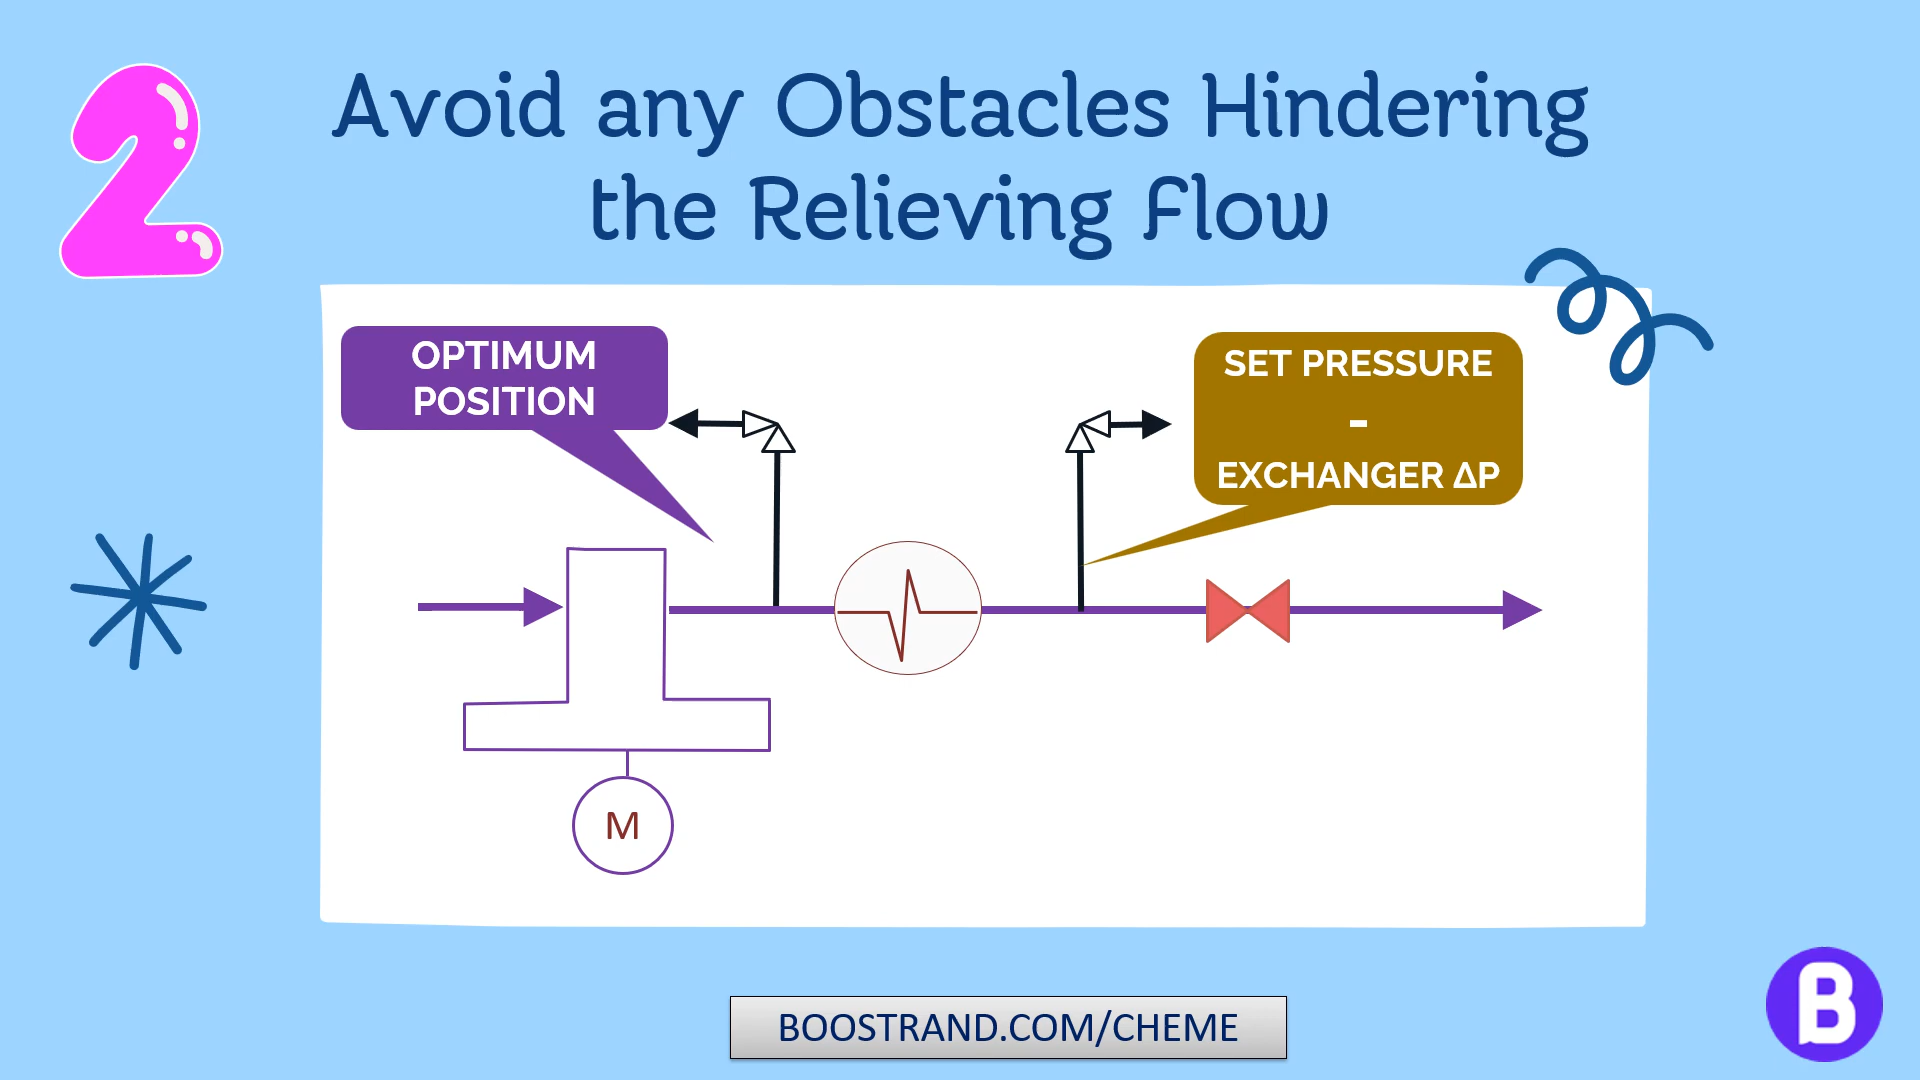 2
Avoid any Obstacles Hindering
the Relieving Flow
OPTIMUM
POSITION
SET PRESSURE
-
EXCHANGER ΔP
M
BOOSTRAND.COM/CHEME
B